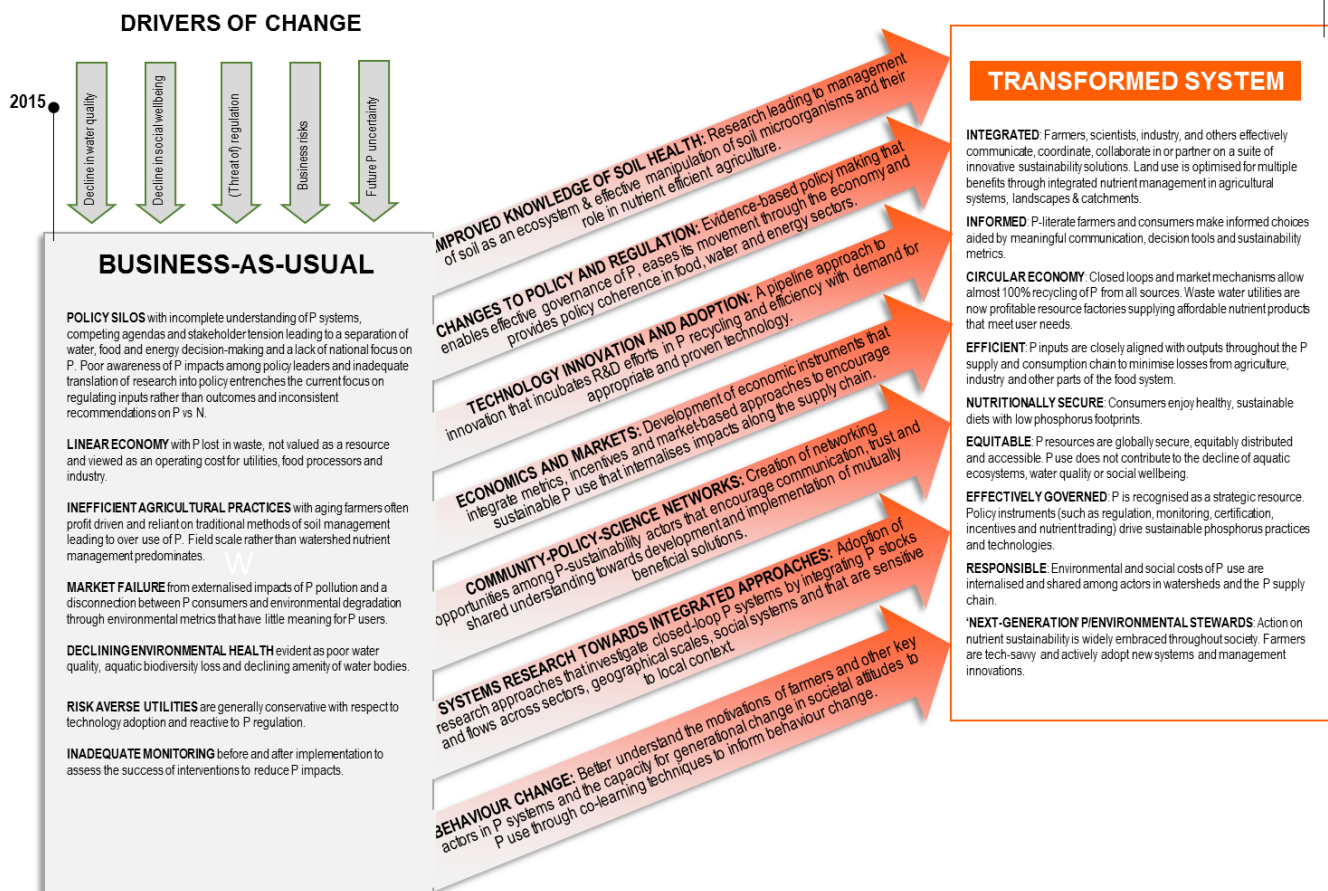 DRIVERS OF CHANGE
2015
Decline in water quality
Decline in social wellbeing
(Threat of) regulation
Business risks
Future P uncertainty
BUSINESS-AS-USUAL
POLICY SILOS with incomplete understanding of P systems,
competing agendas and stakeholder tension leading to a separation of
water, food and energy decision-making and a lack of national focus on
P. Poor awareness of P impacts among policy leaders and inadequate
translation of research into policy entrenches the current focus on
regulating inputs rather than outcomes and inconsistent
recommendations on P vs N.
LINEAR ECONOMY with P lost in waste, not valued as a resource
and viewed as an operating cost for utilities, food processors and
industry.
INEFFICIENT AGRICULTURAL PRACTICES with aging farmers often
profit driven and reliant on traditional methods of soil management
leading to over use of P. Field scale rather than watershed nutrient
management predominates.
W
MARKET FAILURE from externalised impacts of P pollution and a
disconnection between P consumers and environmental degradation
through environmental metrics that have little meaning for P users.
DECLINING ENVIRONMENTAL HEALTH evident as poor water
quality, aquatic biodiversity loss and declining amenity of water bodies.
RISK AVERSE UTILITIES are generally conservative with respect to
technology adoption and reactive to P regulation.
INADEQUATE MONITORING before and after implementation to
assess the success of interventions to reduce P impacts.
IMPROVED KNOWLEDGE OF SOIL HEALTH: Research leading to management
of soil as an ecosystem & effective manipulation of soil microorganisms and their
role in nutrient efficient agriculture.
CHANGES TO POLICY AND REGULATION: Evidence-based policy making that
enables effective governance of P, eases its movement through the economy and
provides policy coherence in food, water and energy sectors.
TECHNOLOGY INNOVATION AND ADOPTION: A pipeline approach to
innovation that incubates R&D efforts in P recycling and efficiency with demand for
appropriate and proven technology.
ECONOMICS AND MARKETS: Development of economic instruments that
integrate metrics, incentives and market-based approaches to encourage
sustainable P use that internalises impacts along the supply chain.
COMMUNITY-POLICY-SCIENCE NETWORKS: Creation of networking
opportunities among P-sustainability actors that encourage communication, trust and
shared understanding towards development and implementation of mutually
beneficial solutions.
SYSTEMS RESEARCH TOWARDS INTEGRATED APPROACHES: Adoption of
research approaches that investigate closed-loop P systems by integrating P stocks
and flows across sectors, geographical scales, social systems and that are sensitive
to local context.
BEHAVIOUR CHANGE: Better understand the motivations of farmers and other key
actors in P systems and the capacity for generational change in societal attitudes to
P use through co-learning techniques to inform behaviour change.
TRANSFORMED SYSTEM
INTEGRATED: Farmers, scientists, industry, and others effectively
communicate, coordinate, collaborate in or partner on a suite of
innovative sustainability solutions. Land use is optimised for multiple
benefits through integrated nutrient management in agricultural
systems, landscapes & catchments.
INFORMED: P-literate farmers and consumers make informed choices
aided by meaningful communication, decision tools and sustainability
metrics.
CIRCULAR ECONOMY: Closed loops and market mechanisms allow
almost 100% recycling of P from all sources. Waste water utilities are
now profitable resource factories supplying affordable nutrient products
that meet user needs.
EFFICIENT: P inputs are closely aligned with outputs throughout the P
supply and consumption chain to minimise losses from agriculture,
industry and other parts of the food system.
NUTRITIONALLY SECURE: Consumers enjoy healthy, sustainable
diets with low phosphorus footprints.
EQUITABLE: P resources are globally secure, equitably distributed
and accessible. P use does not contribute to the decline of aquatic
ecosystems, water quality or social wellbeing.
EFFECTIVELY GOVERNED: P is recognised as a strategic resource.
Policy instruments (such as regulation, monitoring, certification,
incentives and nutrient trading) drive sustainable phosphorus practices
and technologies.
RESPONSIBLE: Environmental and social costs of P use are
internalised and shared among actors in watersheds and the P supply
chain.
'NEXT-GENERATION' P/ENVIRONMENTAL STEWARDS: Action on
nutrient sustainability is widely embraced throughout society. Farmers
are tech-savvy and actively adopt new systems and management
innovations.